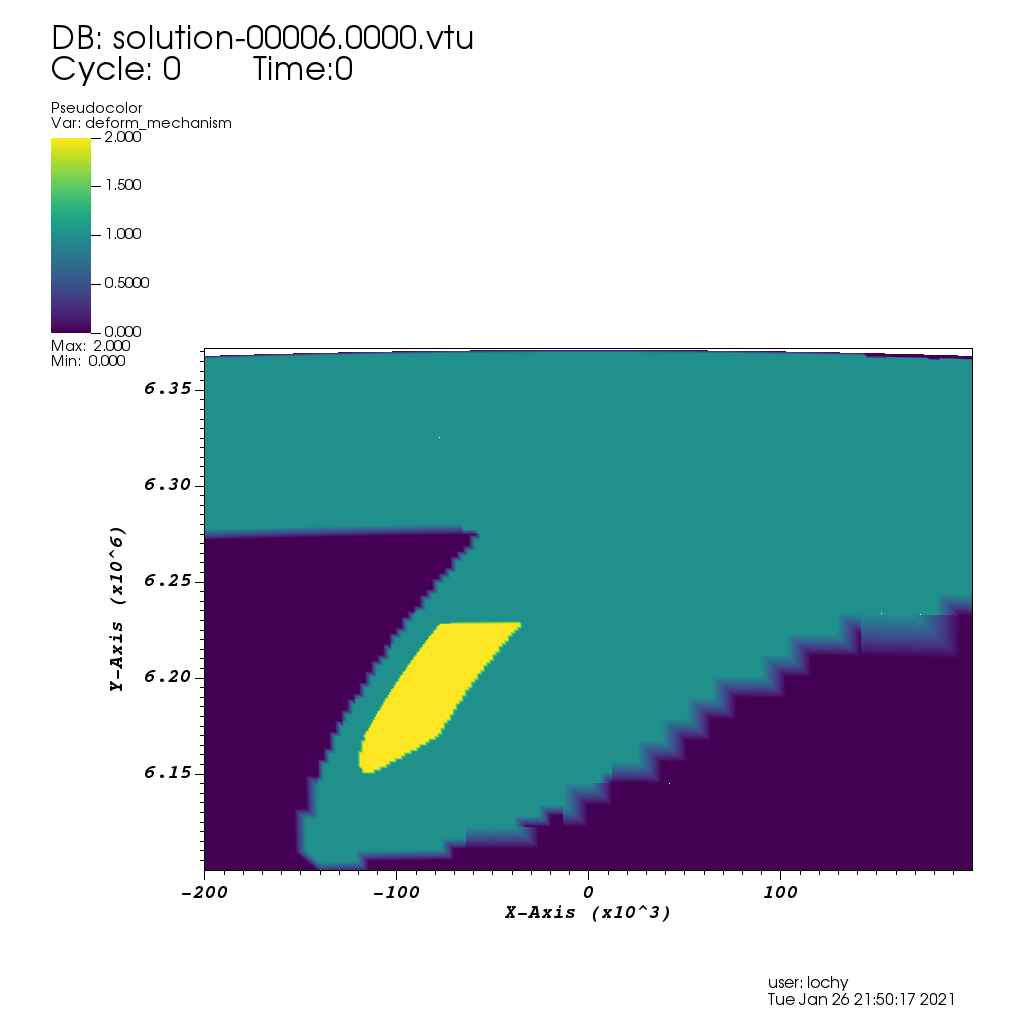 DB: solution-00006.0000.vtu
Cycle: 0 Time:0
Pseudocolor
Var: deform_mechanism
2.000
1.500
1.000
0.5000
0.000
Max: 2.000
Min: 0.000
6.35
6.30
6.25
6.20
6.15
Y-Axis (x10^6)
-200 -100 0 100
X-Axis (x10^3)
user: lochy
Tue Jan 26 21:50:17 2021